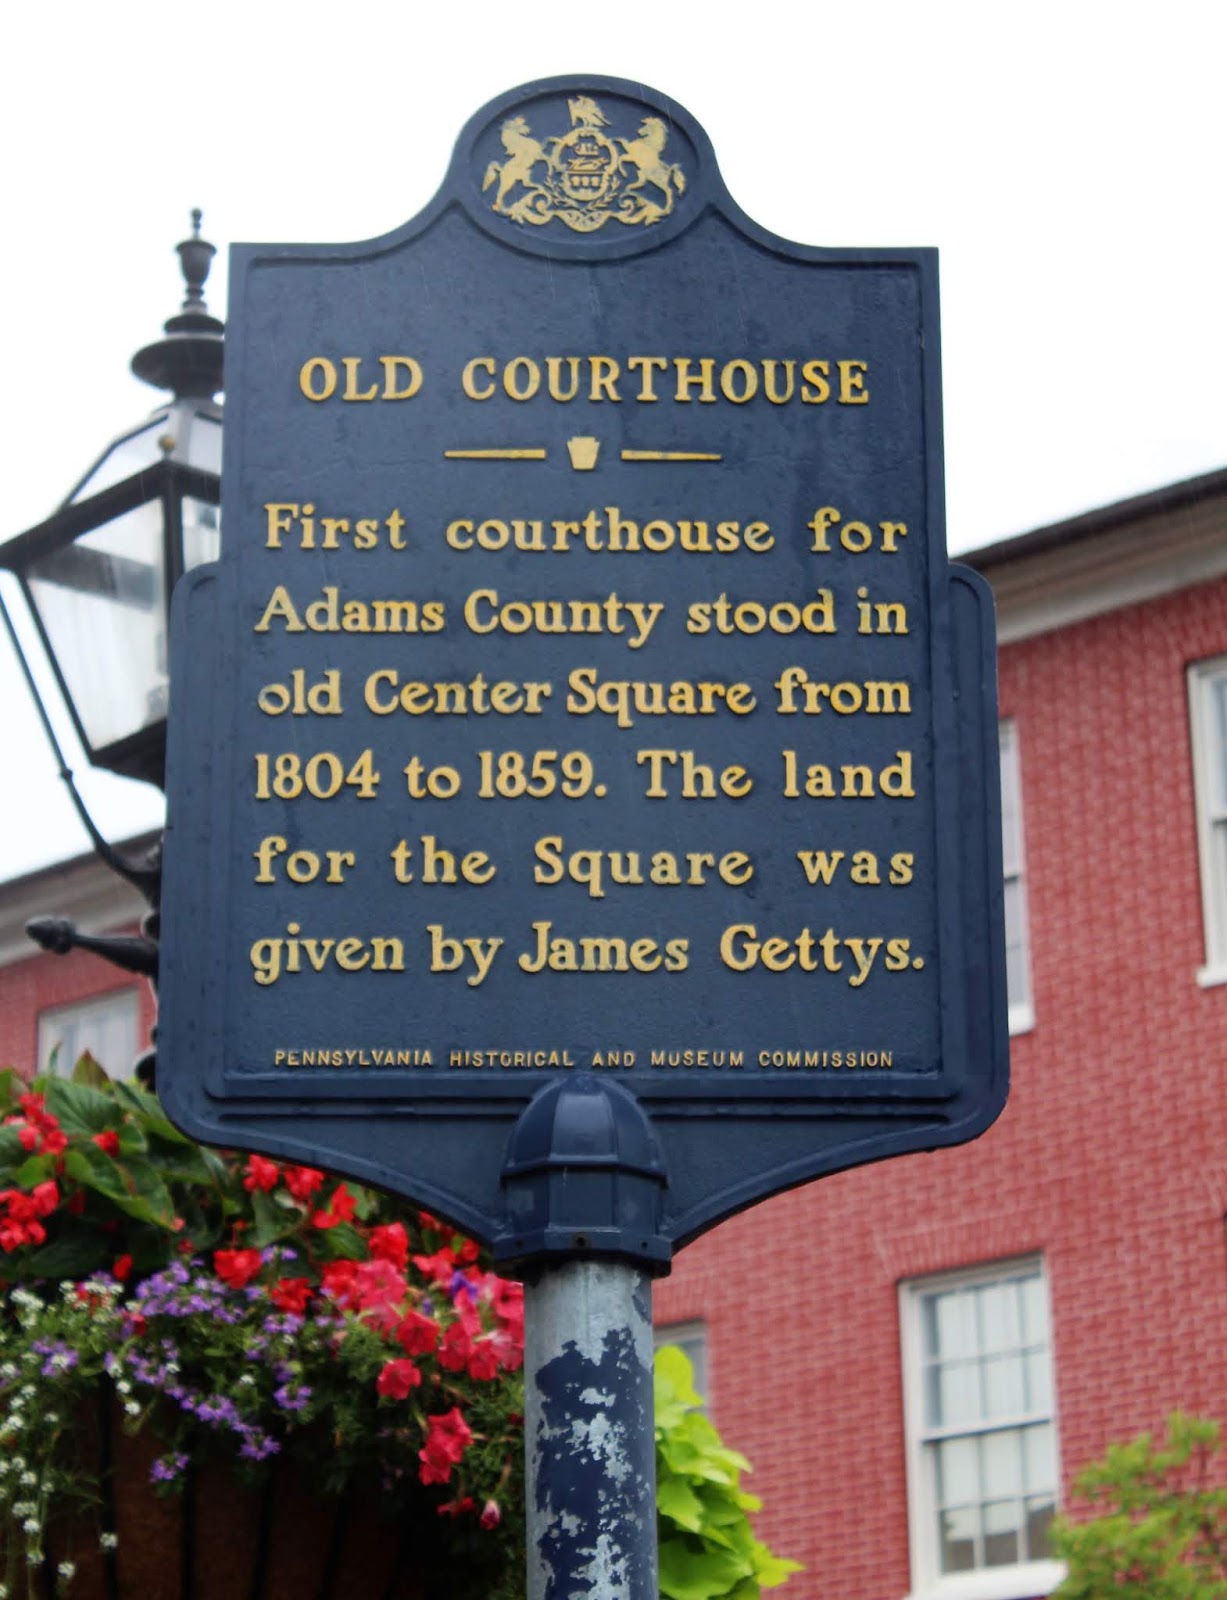 OLD COURTHOUSE
First courthouse for
Adams County stood in
old Center Square from
1804 to 1859. The land
for the Square was
given by James Gettys.
PENNSYLVANIA HISTORICAL AND MUSEUM COMMISSION